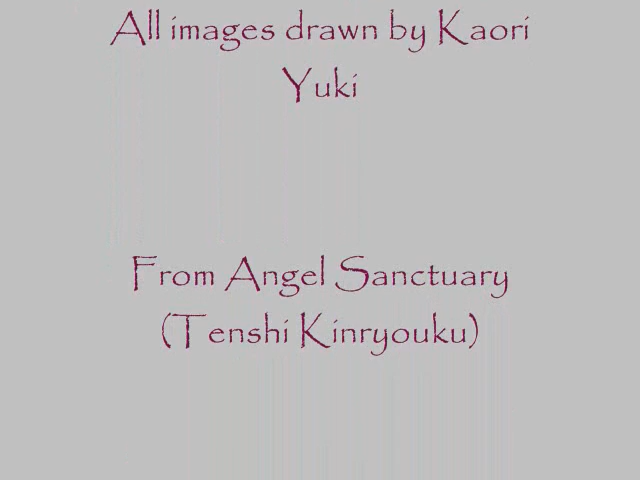 All images drawn by Kaori
Yuki
From Angel Sanctuary
(Tenshi Kinryouku)